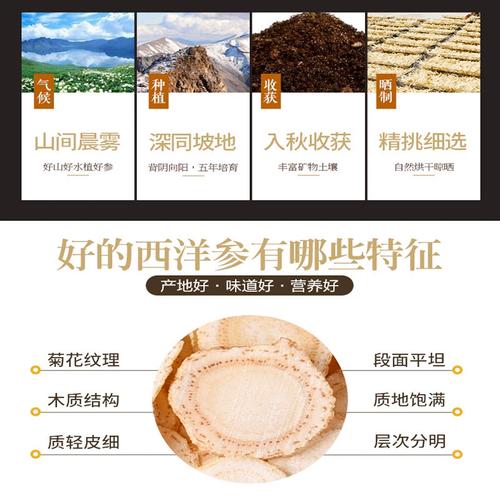 气候
种植
收获
晒制
山间晨雾
深同坡地
入秋收获
精挑细选
好山好水植好参
背阴向阳，五年培育
丰富矿物土壤
自然烘干晾晒
好的西洋参有哪些特征
产地好·味道好·营养好
菊花纹理
段面平坦
木质结构
质地饱满
质轻皮细
层次分明